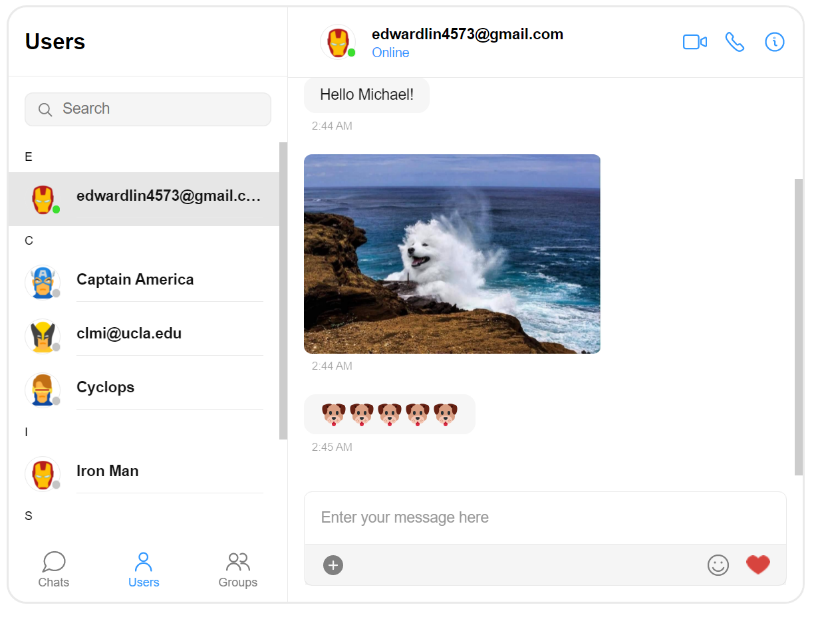 Users
Search
E
edwardlin4573@gmail.c...
C
Captain America
clmi@ucla.edu
Cyclops
I
Iron Man
S
Chats
Users
Groups
edwardlin4573@gmail.com
Online
Hello Michael!
2:44 AM
2:44 AM
2:45 AM
Enter your message here